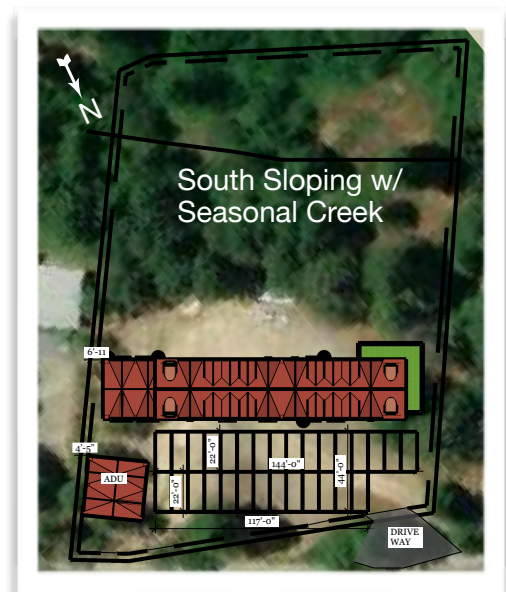 N
South Sloping w/
Seasonal Creek
6'-11
4'-5"
ADU
22'-0"
144'-0"
44'-0"
22'-0"
117'-0"
DRIVE
WAY